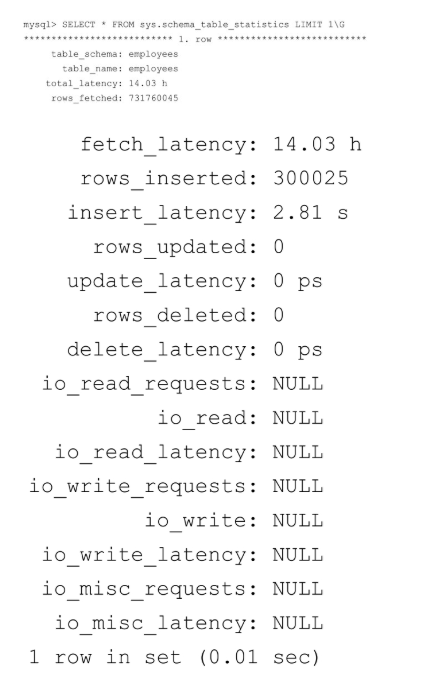 mysql> SELECT * FROM sys.schema_table_statistics LIMIT 1\G
*************************** 1. row ***************************
table_schema: employees
table_name: employees
total_latency: 14.03 h
rows_fetched: 731760045
fetch_latency: 14.03 h
rows_inserted: 300025
insert_latency: 2.81 s
rows_updated: 0
update_latency: 0 ps
rows_deleted: 0
delete_latency: 0 ps
io_read_requests: NULL
io_read: NULL
io_read_latency: NULL
io_write_requests: NULL
io_write: NULL
io_write_latency: NULL
io_misc_requests: NULL
io_misc_latency: NULL
1 row in set (0.01 sec)